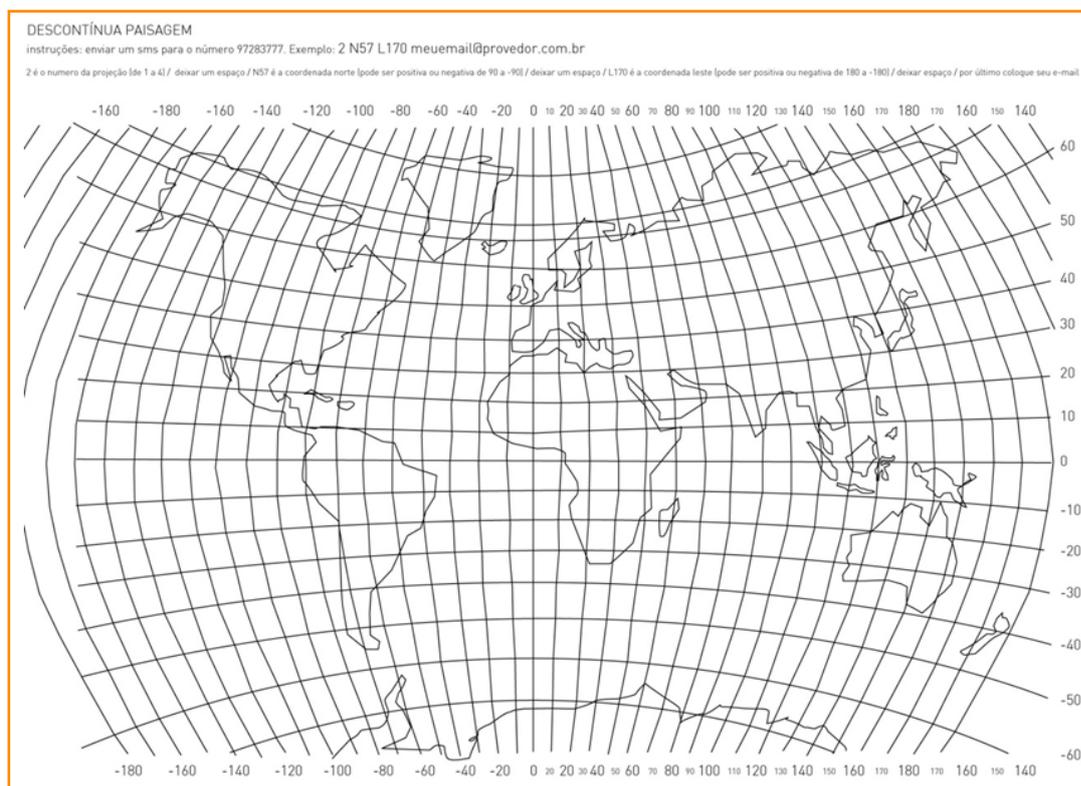 DESCONTÍNUA PAISAGEM
instruções: enviar um sms para o número 97283777. Exemplo: 2 N57 L170 meuemail@provedor.com.br
2 é o numero da projeção (de 1 a 4) / deixar um espaço / N57 é a coordenada norte (pode ser positiva ou negativa de 90 a -90) / deixar um espaço / L170 é a coordenada leste (pode ser positiva ou negativa de 180 a -180) / deixar espaço / por último coloque seu e-mail
-160 -180 -160 -140 -120 -100 -80 -60 -40 -20 0 10 20 30 40 50 60 70 80 90 100 110 120 130 140 150 160 170 180 170 160 150 140
60
50
40
30
20
10
0
-10
-20
-30
-40
-50
-60
-180 -160 -140 -120 -100 -80 -60 -40 -20 0 20 20 30 40 60 70 80 90 100 110 120 130 140 150 160 170 180 170 160 150 140